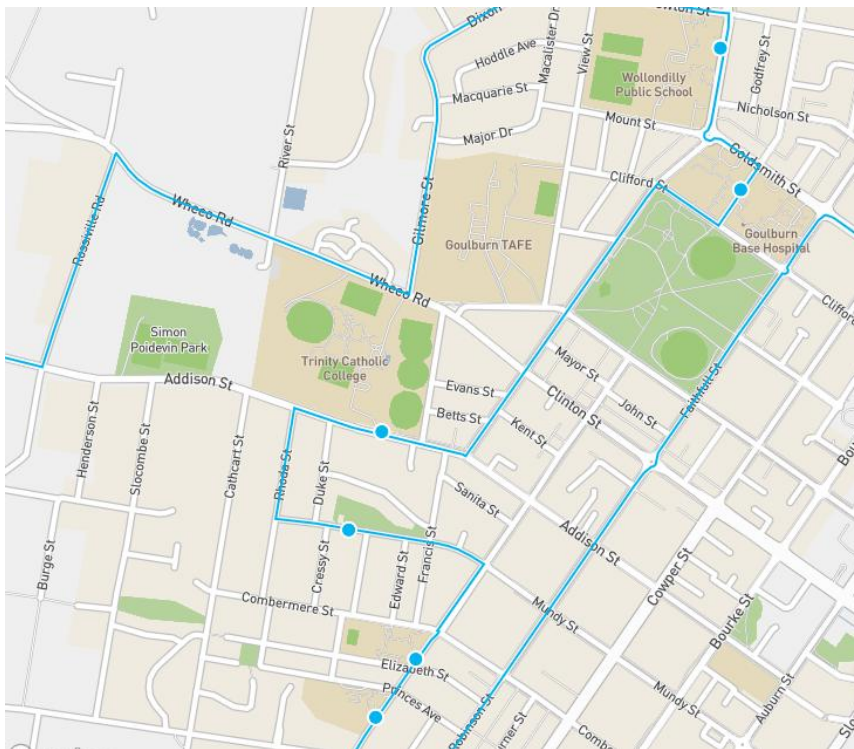 Dixon
Hoddle Ave
Macalister Dr
View St
Wollondilly
Public School
Godfrey St
Macquarie St
Nicholson St
Mount St
Major Dr
River St
Goldsmith St
Clifford St
Rossiville Rd
Wheeo Rd
Gilmore St
Goulburn TAFE
Goulburn
Base Hospital
Wheeo Rd
Cliffor
Simon
Poidevin Park
Trinity Catholic
College
Mayor St
Faithfull St
Addison St
Evans St
Clinton St
John St
Betts St
Kent St
Henderson St
Slocombe St
Cathcart St
Rhoda St
Duke St
Sanita St
Addison St
Cowper St
Francis St
Cressy St
Edward St
Burge St
Combermere St
Mundy St
Bourke St
Elizabeth St
Princes Ave
Robinson St
Mundy St
Auburn St
Slo
Combe